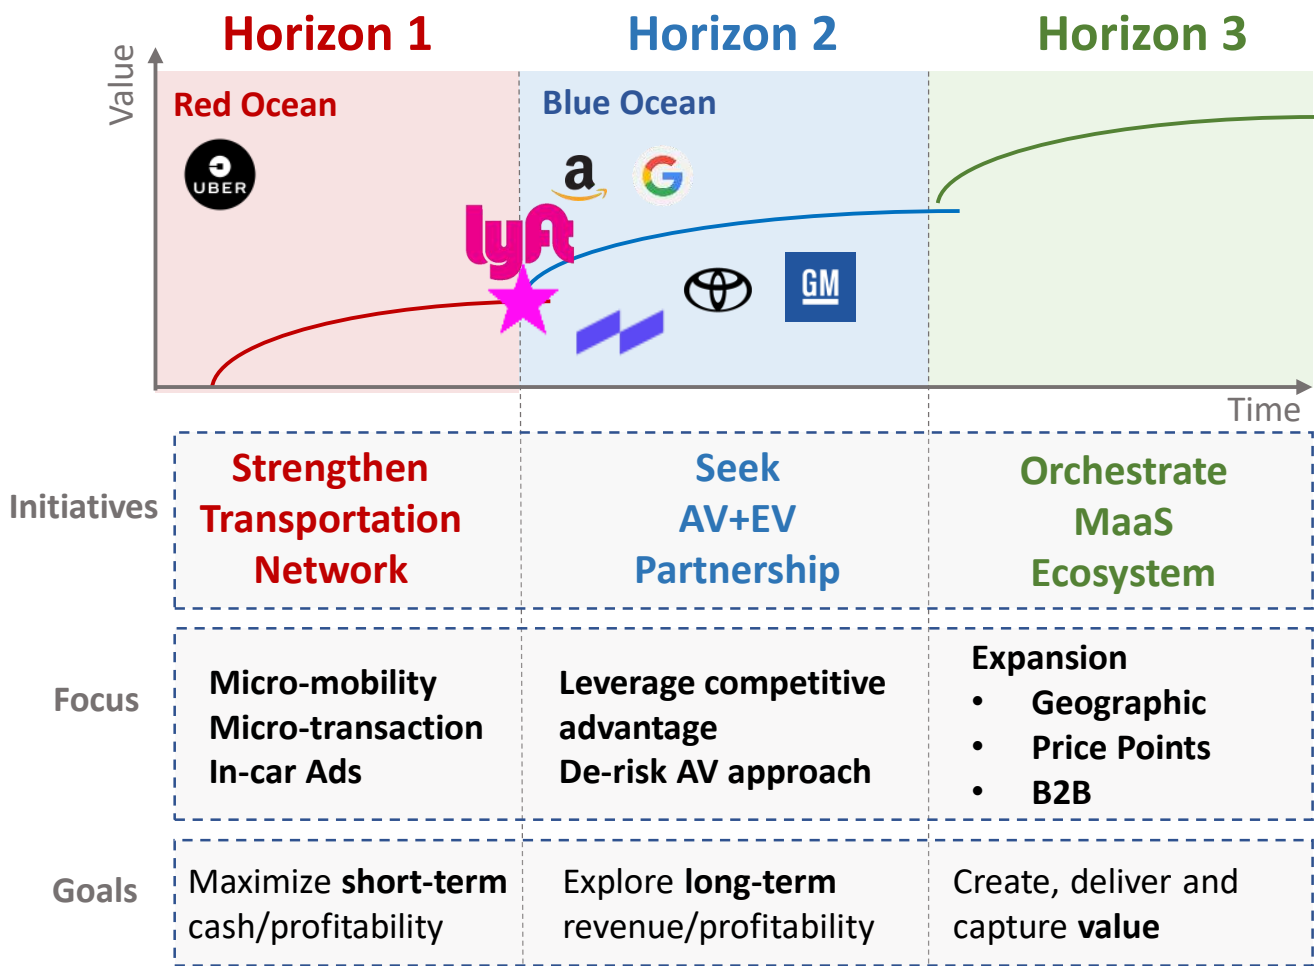 Horizon 1
Horizon 2
Horizon 3
Value
Red Ocean
Blue Ocean
UBER
a
G
lyft
GM
Time
Initiatives
Strengthen
Transportation
Network
Seek
AV+EV
Partnership
Orchestrate
MaaS
Ecosystem
Focus
Micro-mobility
Micro-transaction
In-car Ads
Leverage competitive
advantage
De-risk AV approach
Expansion
• Geographic
• Price Points
• B2B
Goals
Maximize short-term
cash/profitability
Explore long-term
revenue/profitability
Create, deliver and
capture value